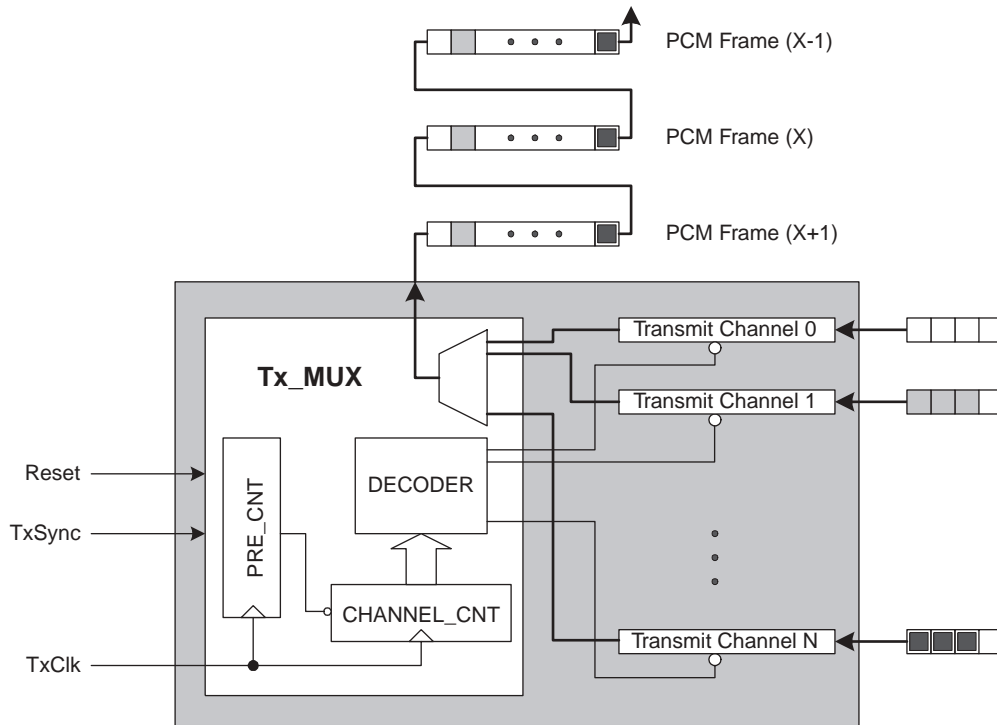 PCM Frame (X-1)
PCM Frame (X)
PCM Frame (X+1)
Transmit Channel 0
Tx_MUX
Transmit Channel 1
Reset
DECODER
TxSync
PRE_CNT
CHANNEL_CNT
Transmit Channel N
TxClk